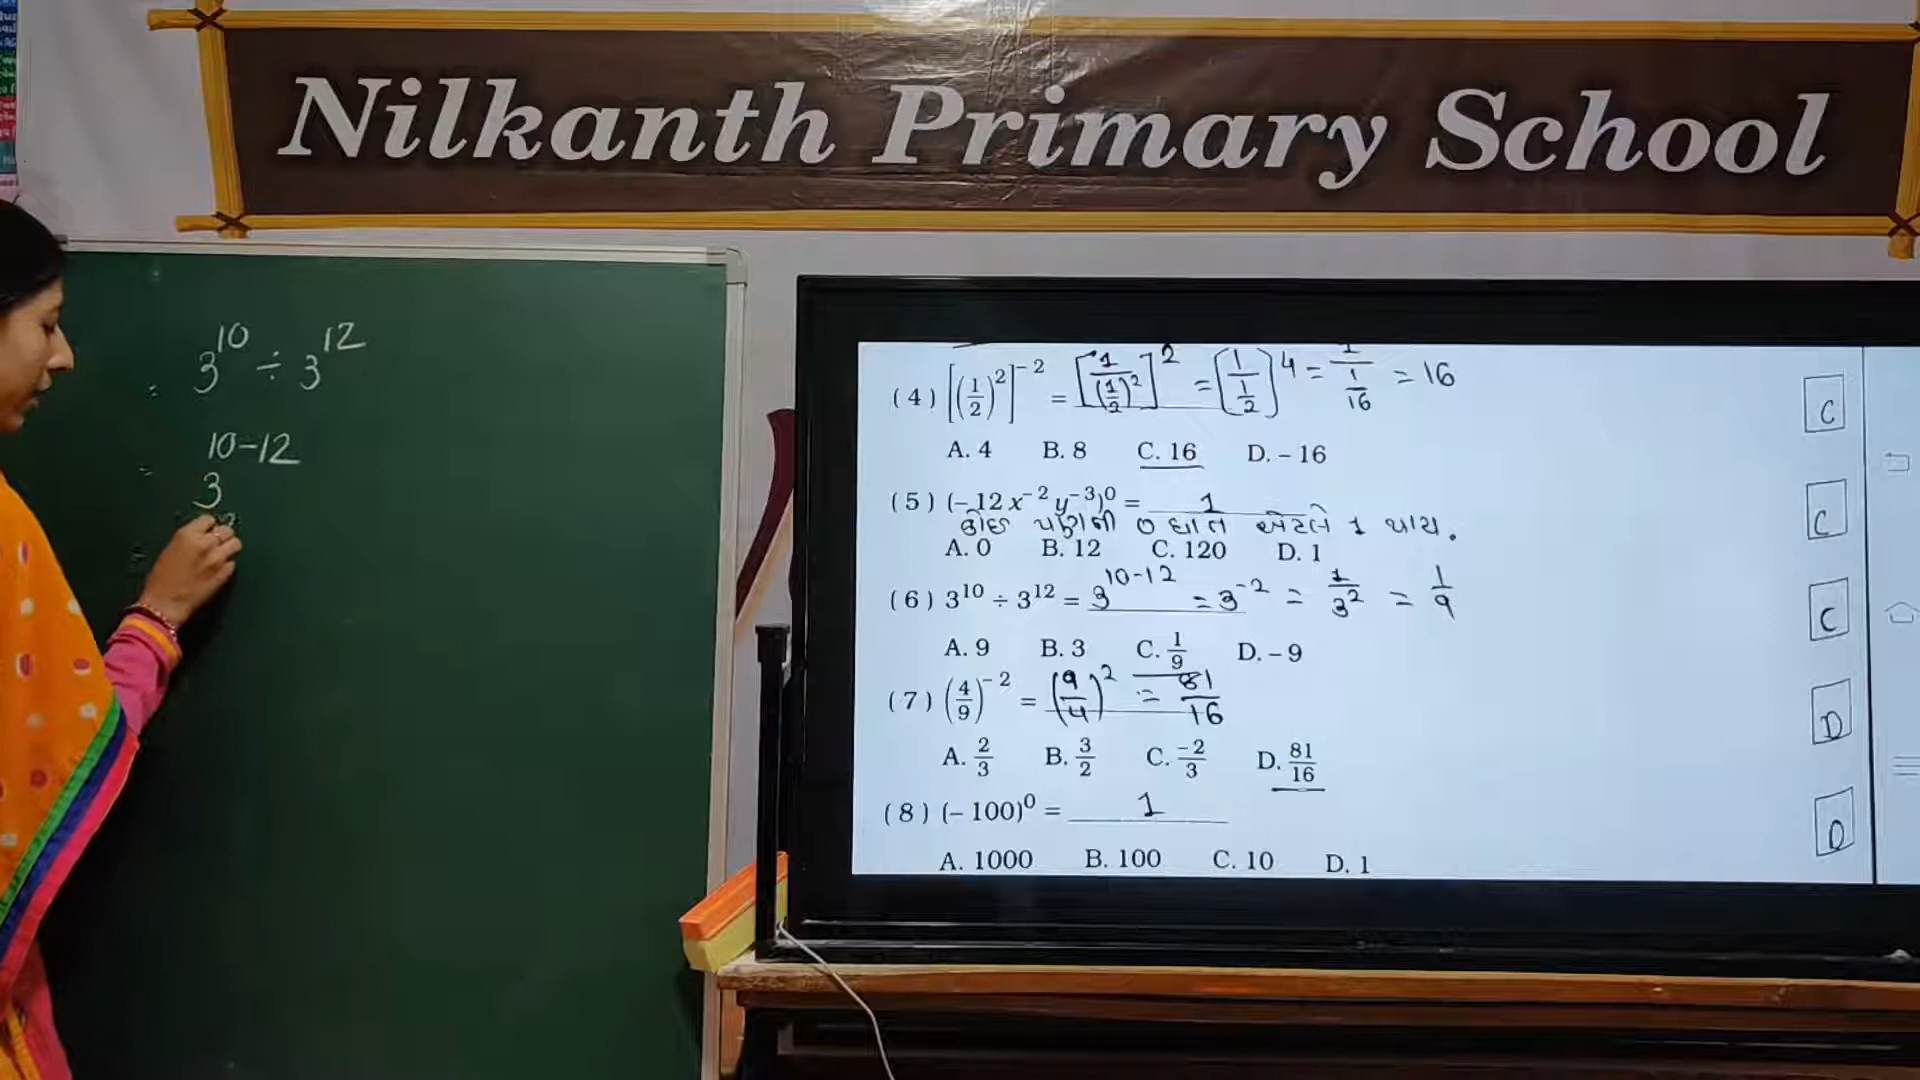 Nilkanth Primary School
= 3^10 ÷ 3^12
= 3^10-12
(4) [(1/2)^2]^-2 = [1/(1/2)^2]^2 = [1/(1/2)]^4 = 1/(1/16) = 16
C
A. 4 B. 8 C. 16 D. – 16
(5) (– 12 x^-2 y^-3)^0 = 1
C
કોઇ પણની 0 ઘાત એટલે 1 થાય.
A. 0 B. 12 C. 120 D. 1
(6) 3^10 ÷ 3^12 = 3^10-12 = 3^-2 = 1/3^2 = 1/9
C
A. 9 B. 3 C. 1/9 D. – 9
(7) (4/9)^-2 = (9/4)^2 = 81/16
D
A. 2/3 B. 3/2 C. -2/3 D. 81/16
(8) (– 100)^0 = 1
D
A. 1000 B. 100 C. 10 D. 1